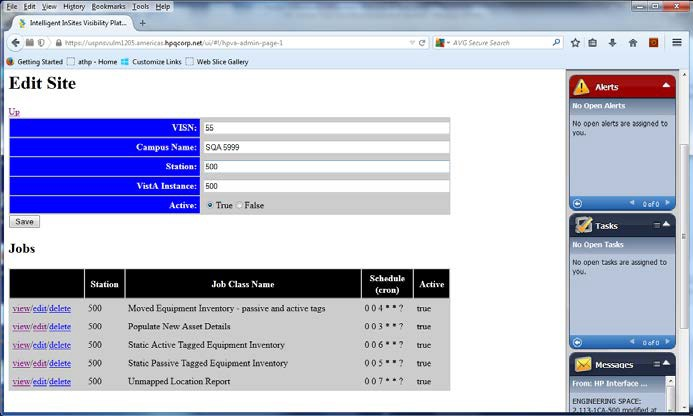 File Edit View History Bookmarks Tools Help
Intelligent InSites Visibility Plat...
https://uspnsvulm1205.americas.hpqcorp.net/ui/#!/hpva-admin-page-1
AVG Secure Search
Getting Started athp - Home Customize Links Web Slice Gallery
Edit Site
Up
VISN: 55
Campus Name: SQA 5999
Station: 500
VistA Instance: 500
Active: True False
Save
Jobs
Station Job Class Name Schedule (cron) Active
view/edit/delete 500 Moved Equipment Inventory - passive and active tags 0 0 4 * * ? true
view/edit/delete 500 Populate New Asset Details 0 0 3 * * ? true
view/edit/delete 500 Static Active Tagged Equipment Inventory 0 0 6 * * ? true
view/edit/delete 500 Static Passive Tagged Equipment Inventory 0 0 5 * * ? true
view/edit/delete 500 Unmapped Location Report 0 0 7 * * ? true
Alerts
No Open Alerts
No open alerts are assigned to
you.
0 of 0
Tasks
No Open Tasks
No open tasks are assigned to
you.
0 of 0
Messages
From: HP Interface ...
ENGINEERING SPACE:
2.113-1CA-500 modified at